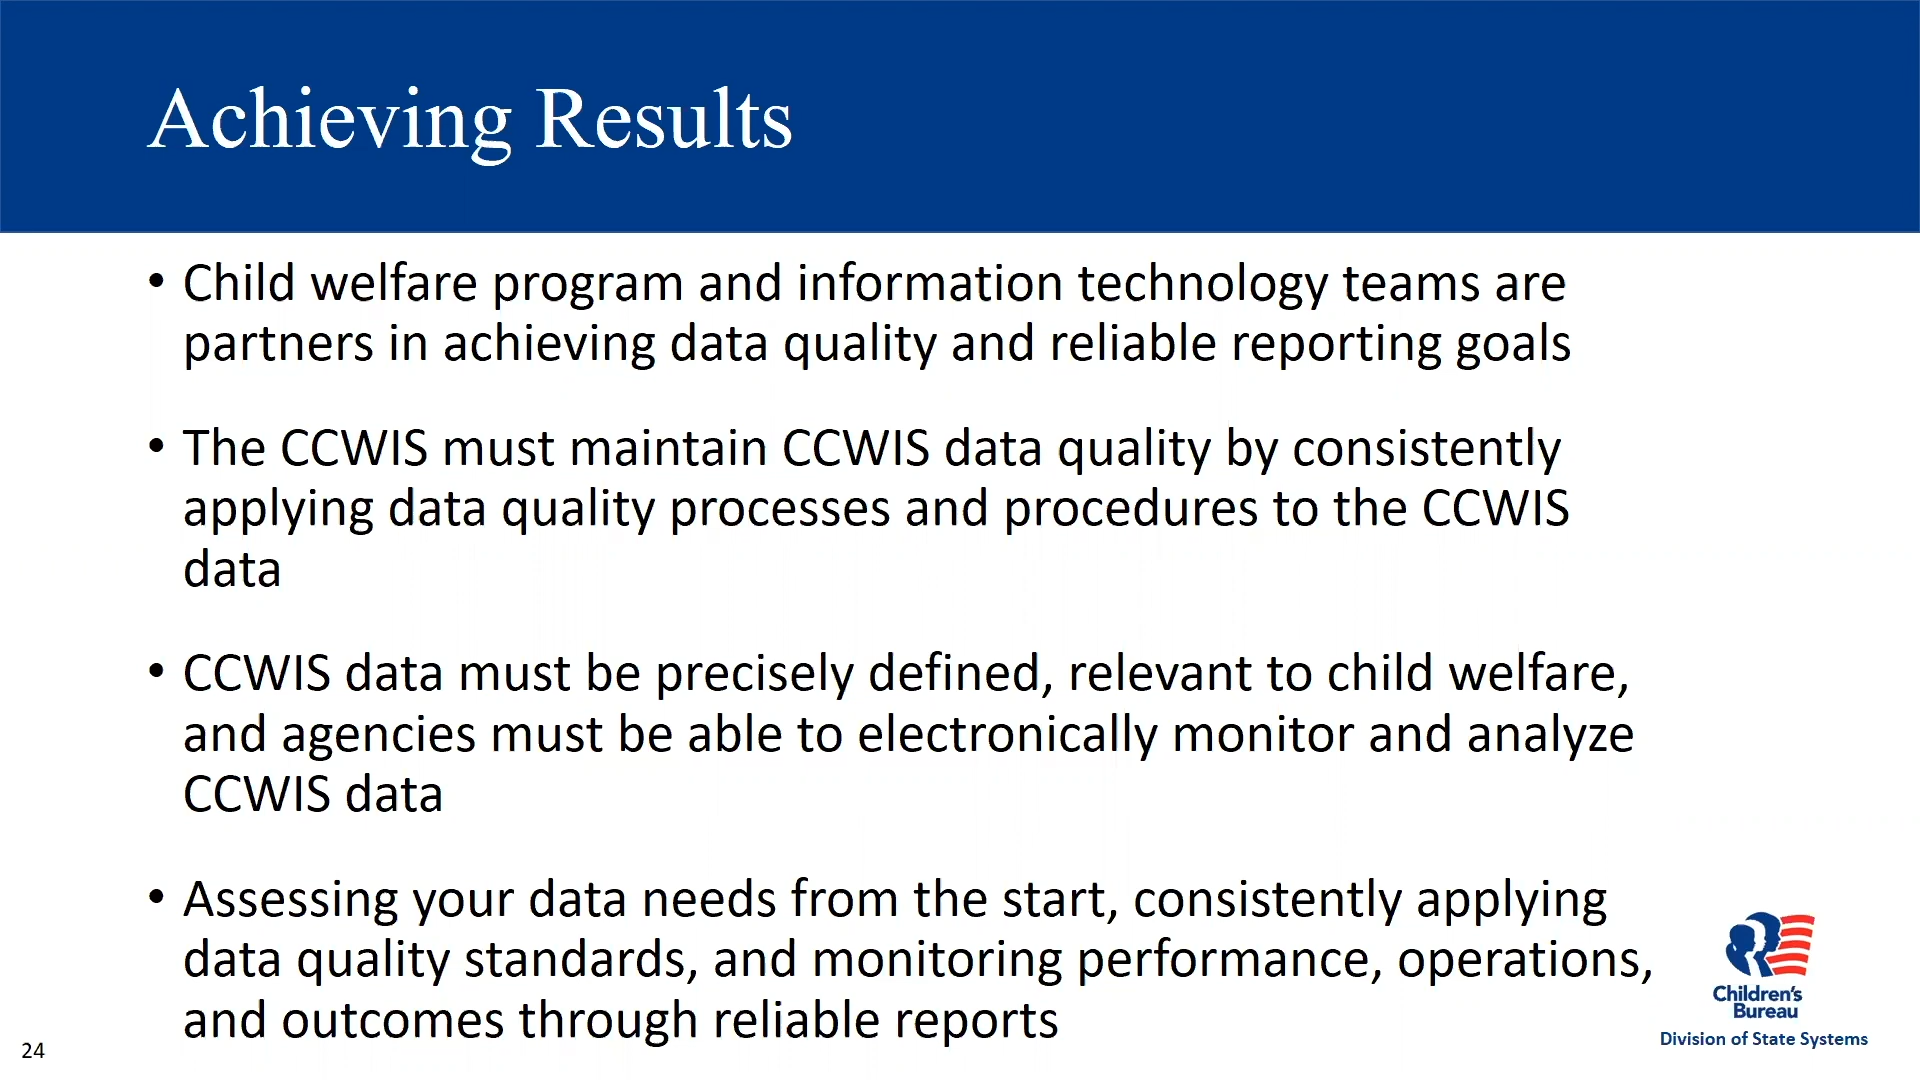 Achieving Results
• Child welfare program and information technology teams are
partners in achieving data quality and reliable reporting goals
• The CCWIS must maintain CCWIS data quality by consistently
applying data quality processes and procedures to the CCWIS
data
• CCWIS data must be precisely defined, relevant to child welfare,
and agencies must be able to electronically monitor and analyze
CCWIS data
• Assessing your data needs from the start, consistently applying
data quality standards, and monitoring performance, operations,
and outcomes through reliable reports
Children's
Bureau
Division of State Systems
24